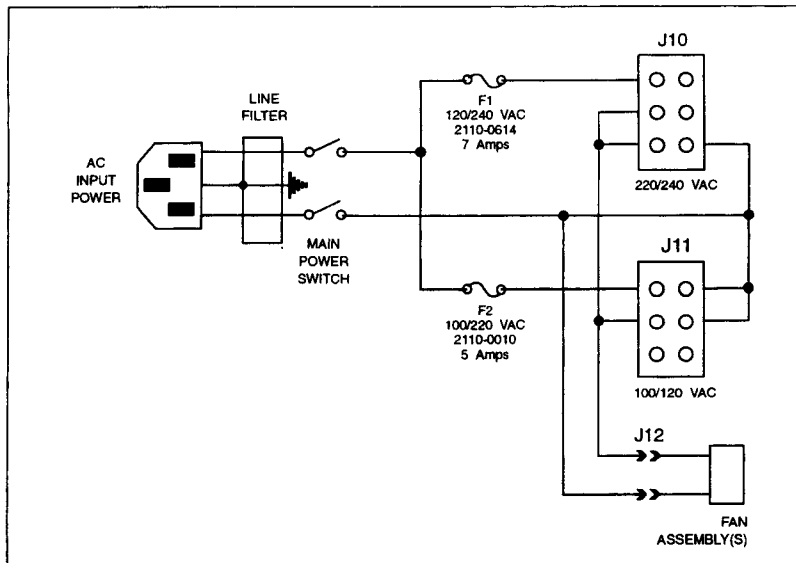 J10
LINE
FILTER
F1
120/240 VAC
2110-0614
7 Amps
AC
INPUT
POWER
220/240 VAC
MAIN
POWER
SWITCH
J11
F2
100/220 VAC
2110-0010
5 Amps
100/120 VAC
J12
FAN
ASSEMBLY(S)